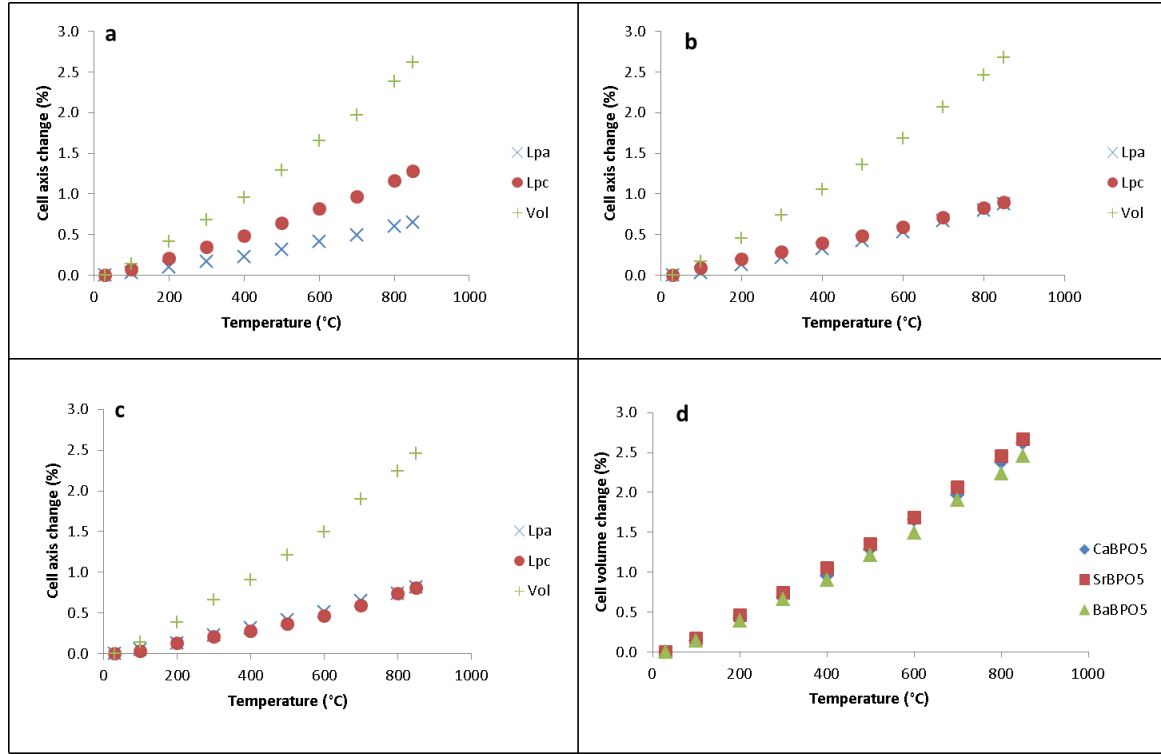 a
3.0
2.5
2.0
1.5
1.0
0.5
0.0
Cell axis change (%)
0
200
400
600
800
1000
Temperature (°C)
Lpa
Lpc
Vol
b
3.0
2.5
2.0
1.5
1.0
0.5
0.0
Cell axis change (%)
0
200
400
600
800
1000
Temperature (°C)
Lpa
Lpc
Vol
c
3.0
2.5
2.0
1.5
1.0
0.5
0.0
Cell axis change (%)
0
200
400
600
800
1000
Temperature (°C)
Lpa
Lpc
Vol
d
3.0
2.5
2.0
1.5
1.0
0.5
0.0
Cell volume change (%)
0
200
400
600
800
1000
Temperature (°C)
CaBPO5
SrBPO5
BaBPO5